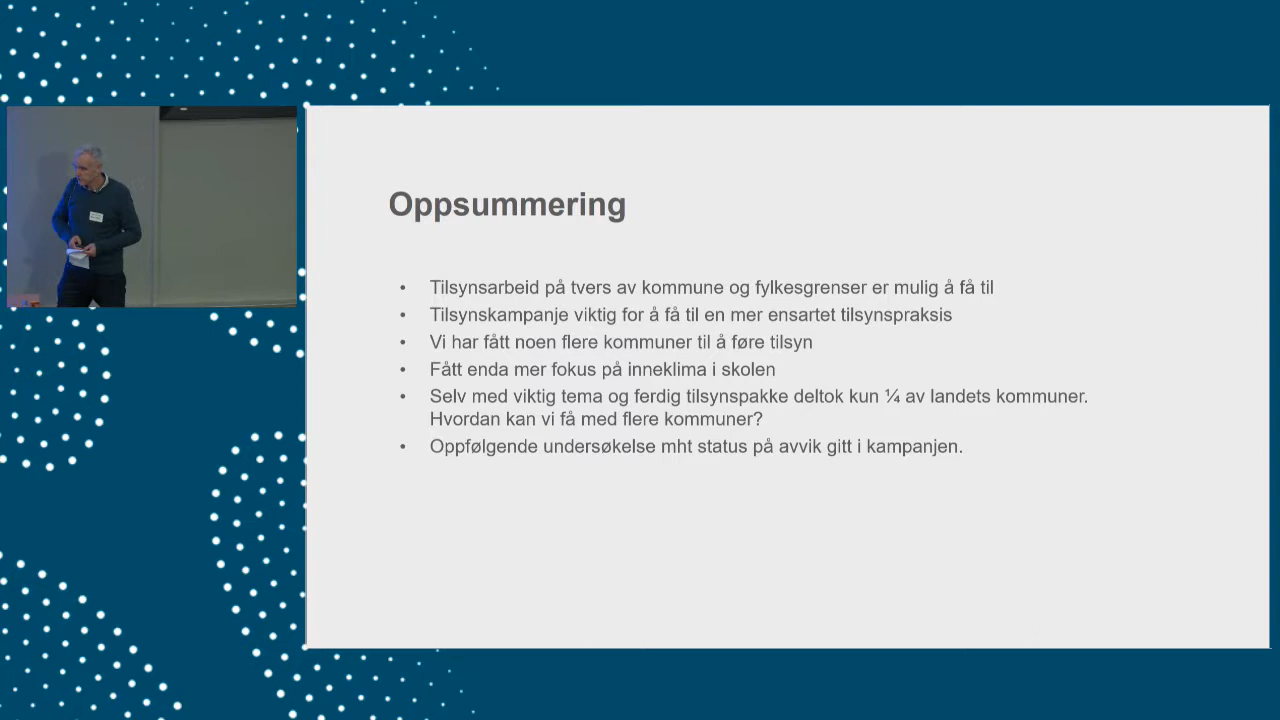 Oppsummering
• Tilsynsarbeid på tvers av kommune og fylkesgrenser er mulig å få til
• Tilsynskampanje viktig for å få til en mer ensartet tilsynspraksis
• Vi har fått noen flere kommuner til å føre tilsyn
• Fått enda mer fokus på inneklima i skolen
• Selv med viktig tema og ferdig tilsynspakke deltok kun ¼ av landets kommuner.
Hvordan kan vi få med flere kommuner?
• Oppfølgende undersøkelse mht status på avvik gitt i kampanjen.